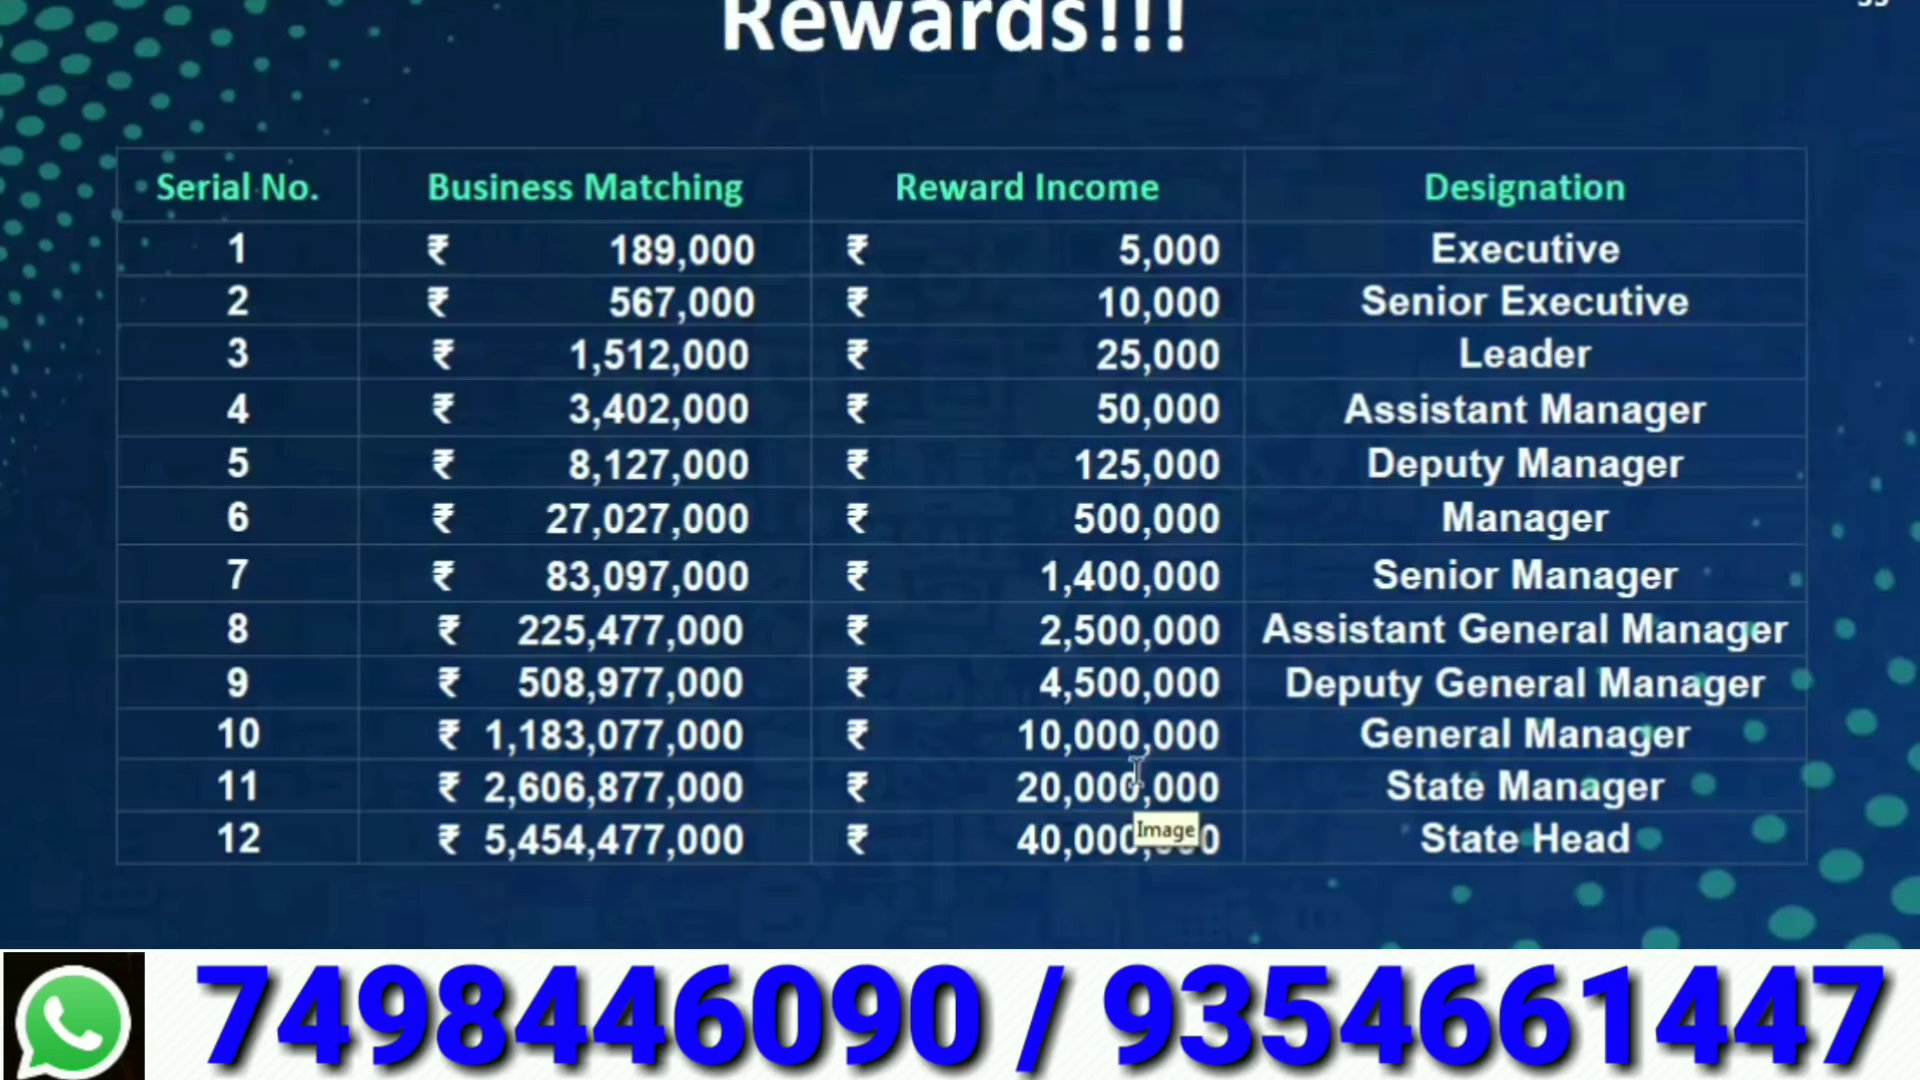 Rewards!!!
Serial No. Business Matching Reward Income Designation
1 ₹ 189,000 ₹ 5,000 Executive
2 ₹ 567,000 ₹ 10,000 Senior Executive
3 ₹ 1,512,000 ₹ 25,000 Leader
4 ₹ 3,402,000 ₹ 50,000 Assistant Manager
5 ₹ 8,127,000 ₹ 125,000 Deputy Manager
6 ₹ 27,027,000 ₹ 500,000 Manager
7 ₹ 83,097,000 ₹ 1,400,000 Senior Manager
8 ₹ 225,477,000 ₹ 2,500,000 Assistant General Manager
9 ₹ 508,977,000 ₹ 4,500,000 Deputy General Manager
10 ₹ 1,183,077,000 ₹ 10,000,000 General Manager
11 ₹ 2,606,877,000 ₹ 20,000,000 State Manager
12 ₹ 5,454,477,000 ₹ 40,000,000 State Head
Image
7498446090 / 9354661447